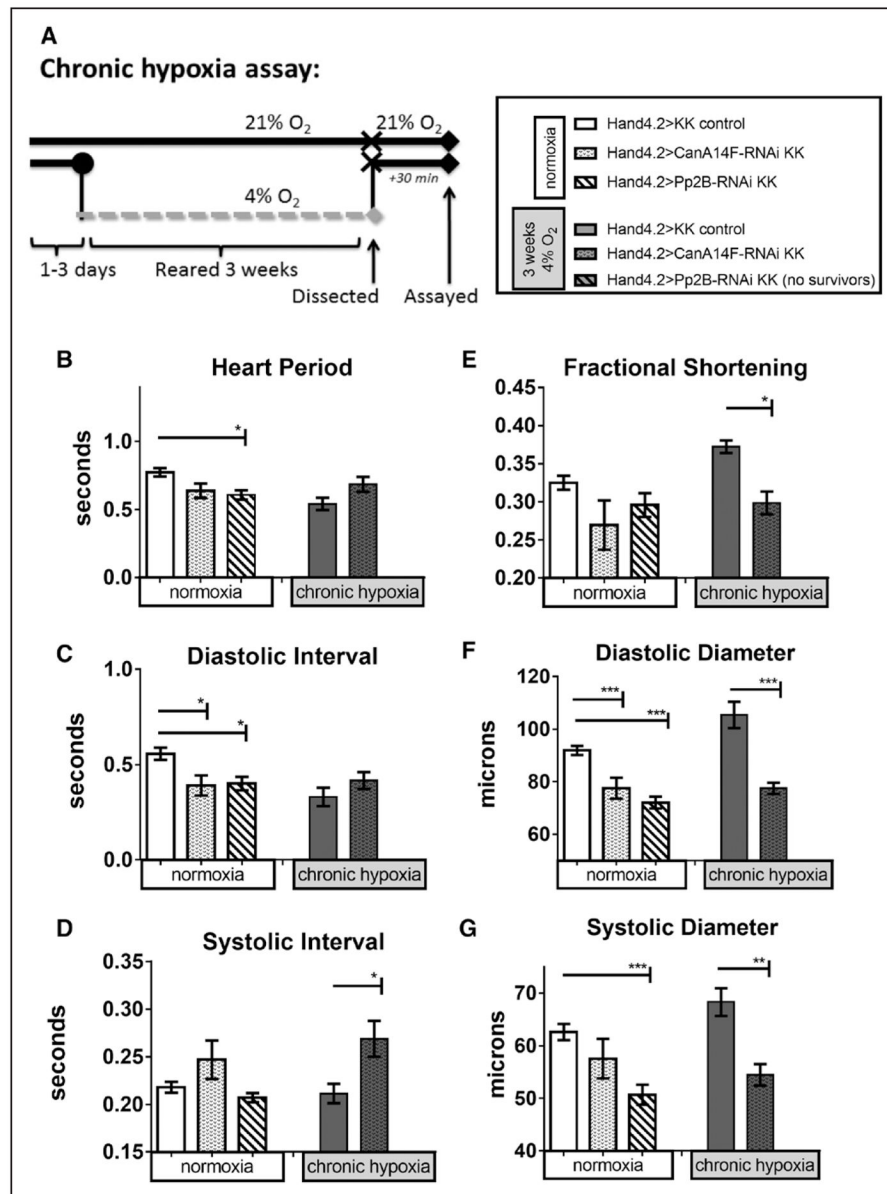 A
Chronic hypoxia assay:
21% O2 21% O2
+30 min
4% O2
1-3 days Reared 3 weeks
Dissected Assayed
normoxia
Hand4.2>KK control
Hand4.2>CanA14F-RNAi KK
Hand4.2>Pp2B-RNAi KK
3 weeks
4% O2
Hand4.2>KK control
Hand4.2>CanA14F-RNAi KK
Hand4.2>Pp2B-RNAi KK (no survivors)
B
Heart Period
seconds
1.0
0.5
0.0
*
normoxia chronic hypoxia
E
Fractional Shortening
0.45
0.40
0.35
0.30
0.25
0.20
*
normoxia chronic hypoxia
C
Diastolic Interval
seconds
1.0
0.5
0.0
*
*
normoxia chronic hypoxia
F
Diastolic Diameter
microns
120
100
80
60
***
***
***
normoxia chronic hypoxia
D
Systolic Interval
seconds
0.35
0.30
0.25
0.20
0.15
*
normoxia chronic hypoxia
G
Systolic Diameter
microns
70
60
50
40
***
**
normoxia chronic hypoxia